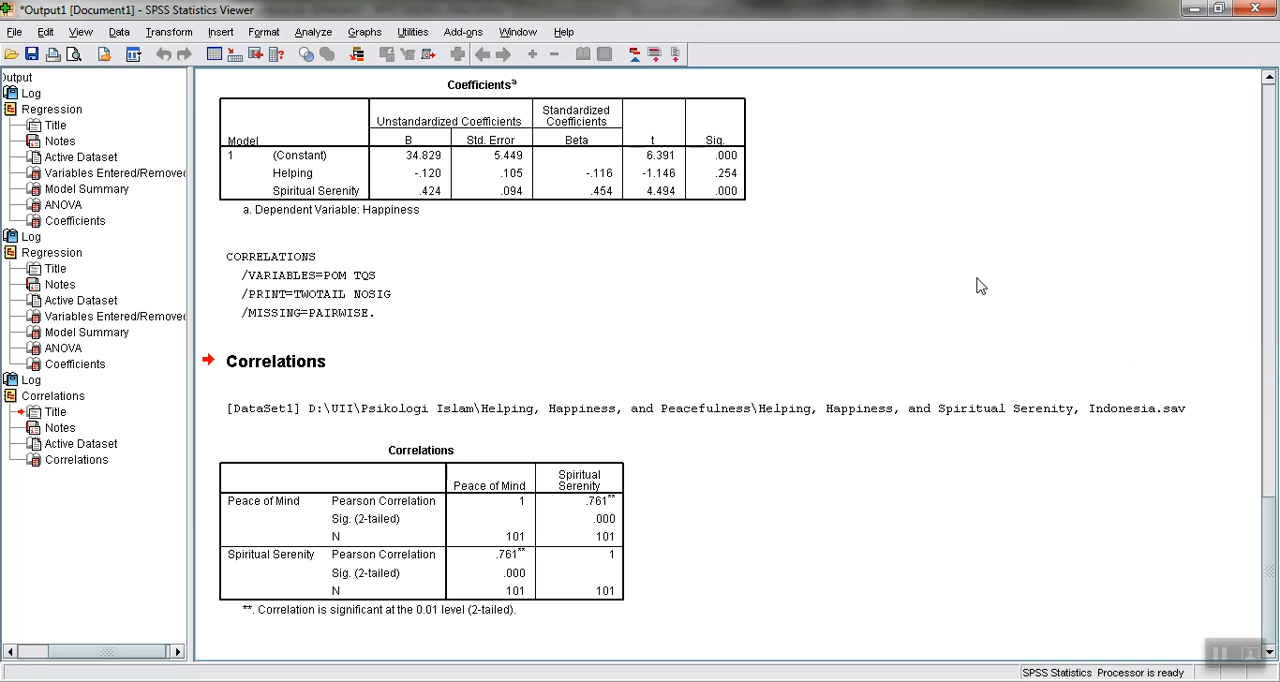 *Output1 [Document1] - SPSS Statistics Viewer
File Edit View Data Transform Insert Format Analyze Graphs Utilities Add-ons Window Help
Output
Log
Regression
Title
Notes
Active Dataset
Variables Entered/Remove
Model Summary
ANOVA
Coefficients
Log
Regression
Title
Notes
Active Dataset
Variables Entered/Remove
Model Summary
ANOVA
Coefficients
Log
Correlations
Title
Notes
Active Dataset
Correlations
Coefficientsᵃ
Unstandardized Coefficients Standardized Coefficients
Model B Std. Error Beta t Sig.
1 (Constant) 34.829 5.449 6.391 .000
Helping -.120 .105 -.116 -1.146 .254
Spiritual Serenity .424 .094 .454 4.494 .000
a. Dependent Variable: Happiness
CORRELATIONS
/VARIABLES=POM TQS
/PRINT=TWOTAIL NOSIG
/MISSING=PAIRWISE.
Correlations
[DataSet1] D:\UII\Psikologi Islam\Helping, Happiness, and Peacefulness\Helping, Happiness, and Spiritual Serenity, Indonesia.sav
Correlations
Peace of Mind Spiritual Serenity
Peace of Mind Pearson Correlation 1 .761**
Sig. (2-tailed) .000
N 101 101
Spiritual Serenity Pearson Correlation .761** 1
Sig. (2-tailed) .000
N 101 101
**. Correlation is significant at the 0.01 level (2-tailed).
SPSS Statistics Processor is ready